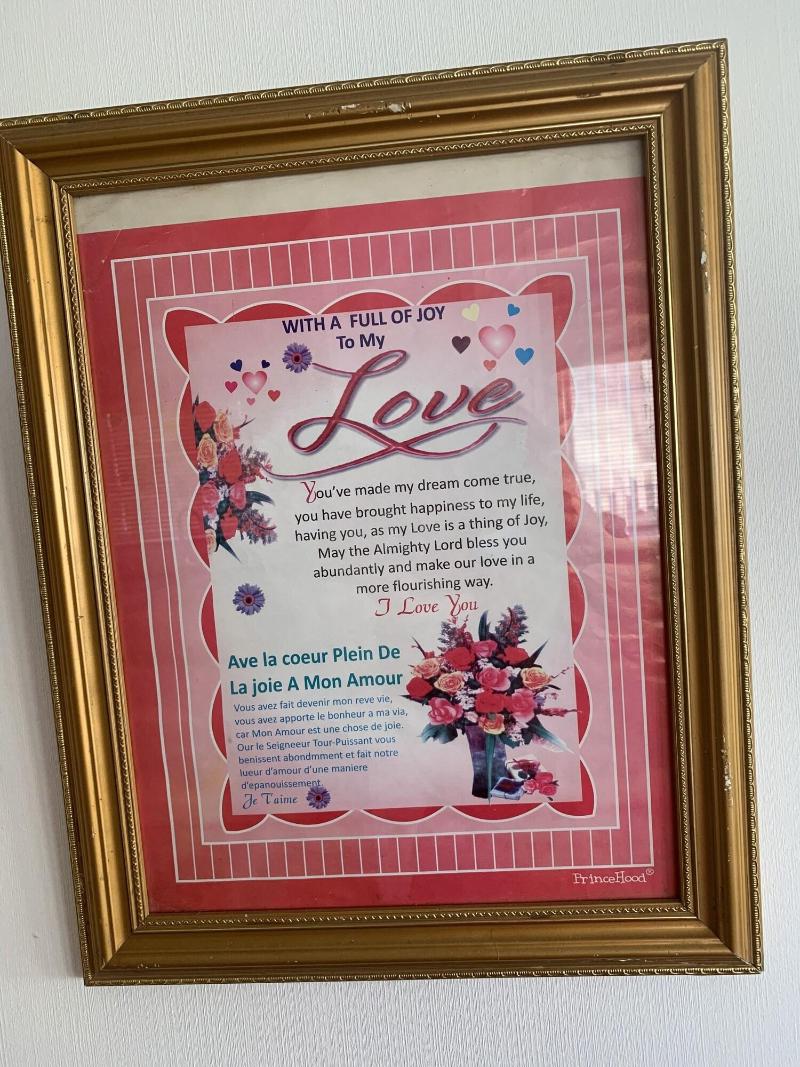 WITH A FULL OF JOY
To My
Love
You've made my dream come true,
you have brought happiness to my life,
having you, as my Love is a thing of Joy,
May the Almighty Lord bless you
abundantly and make our love in a
more flourishing way.
I Love You
Ave la coeur Plein De
La joie A Mon Amour
Vous avez fait devenir mon reve vie,
vous avez apporte le bonheur a ma via,
car Mon Amour est une chose de joie.
Our le Seigneeur Tour-Puissant vous
benissent abondmment et fait notre
lueur d'amour d'une maniere
d'epanouissement
Je T'aime
PrinceHood®